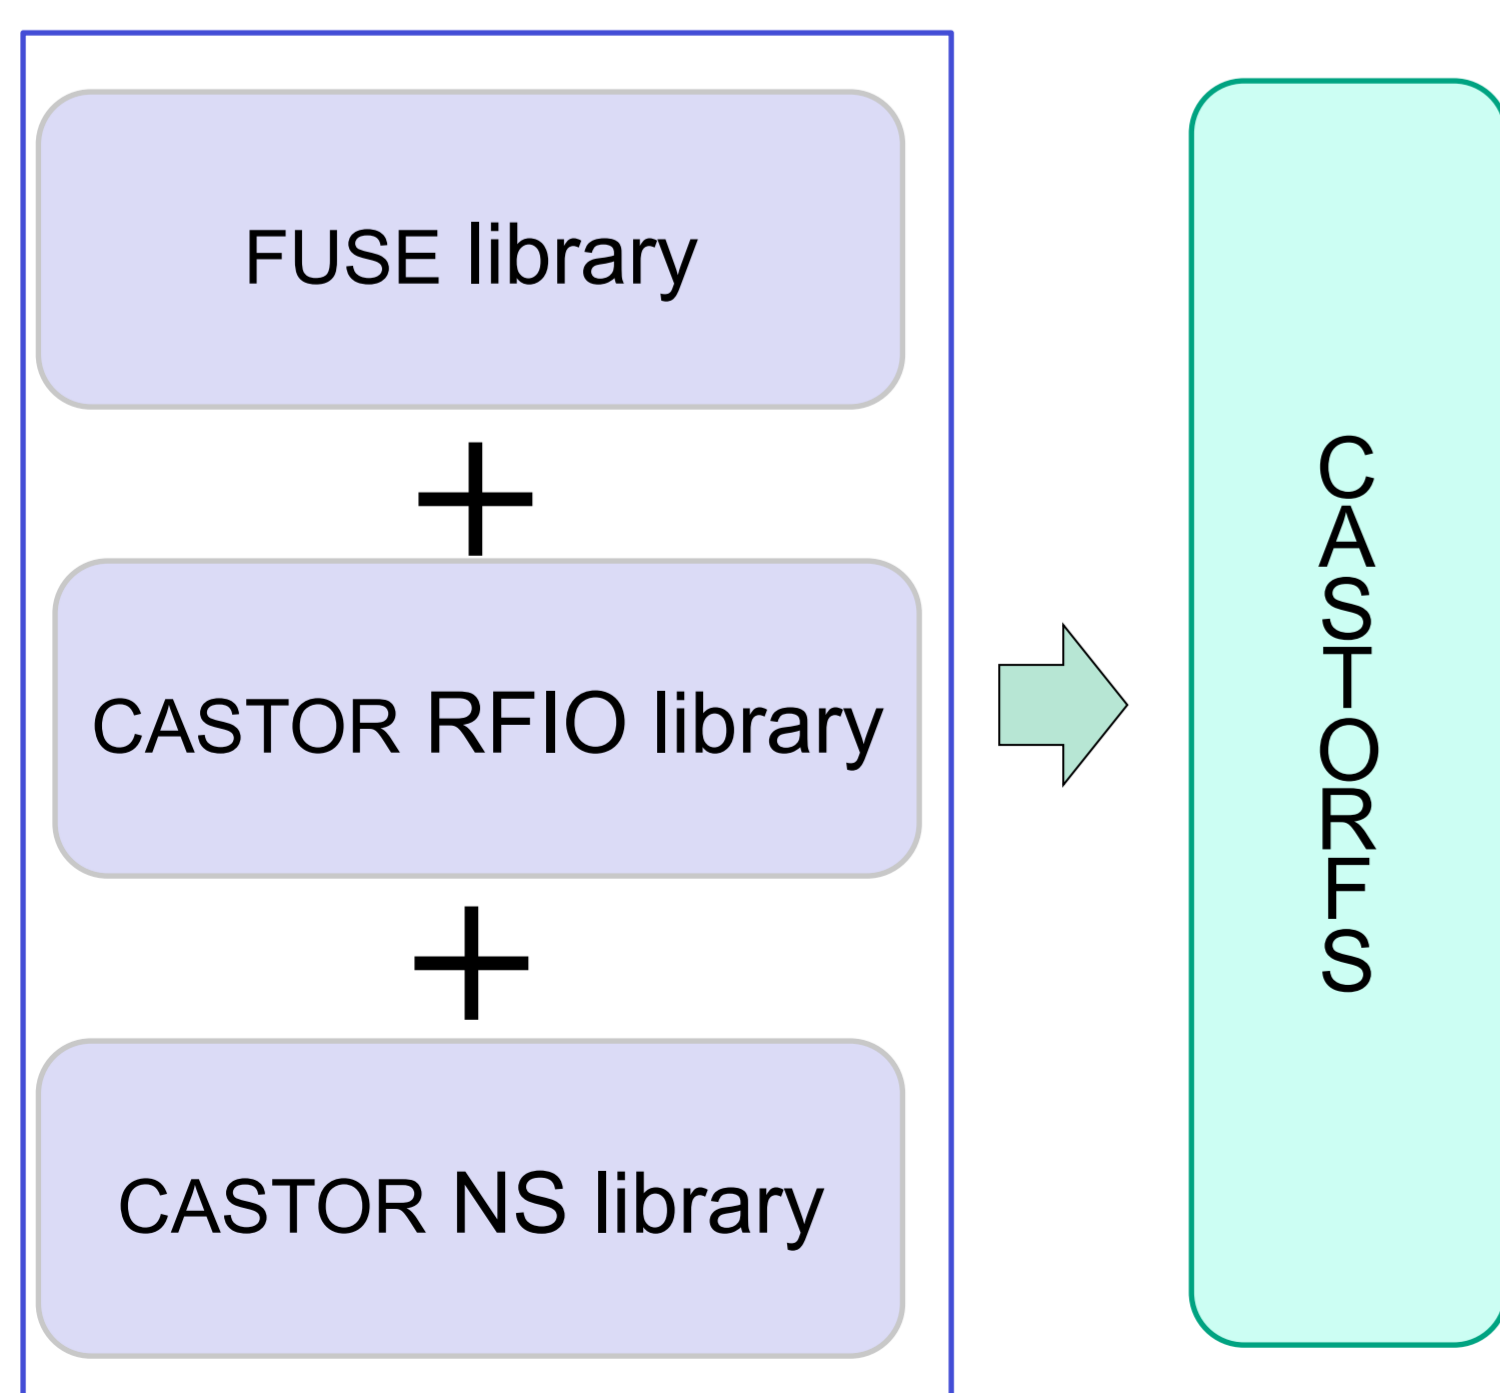 FUSE library
+
CASTOR RFIO library
+
CASTOR NS library
CASTORFS